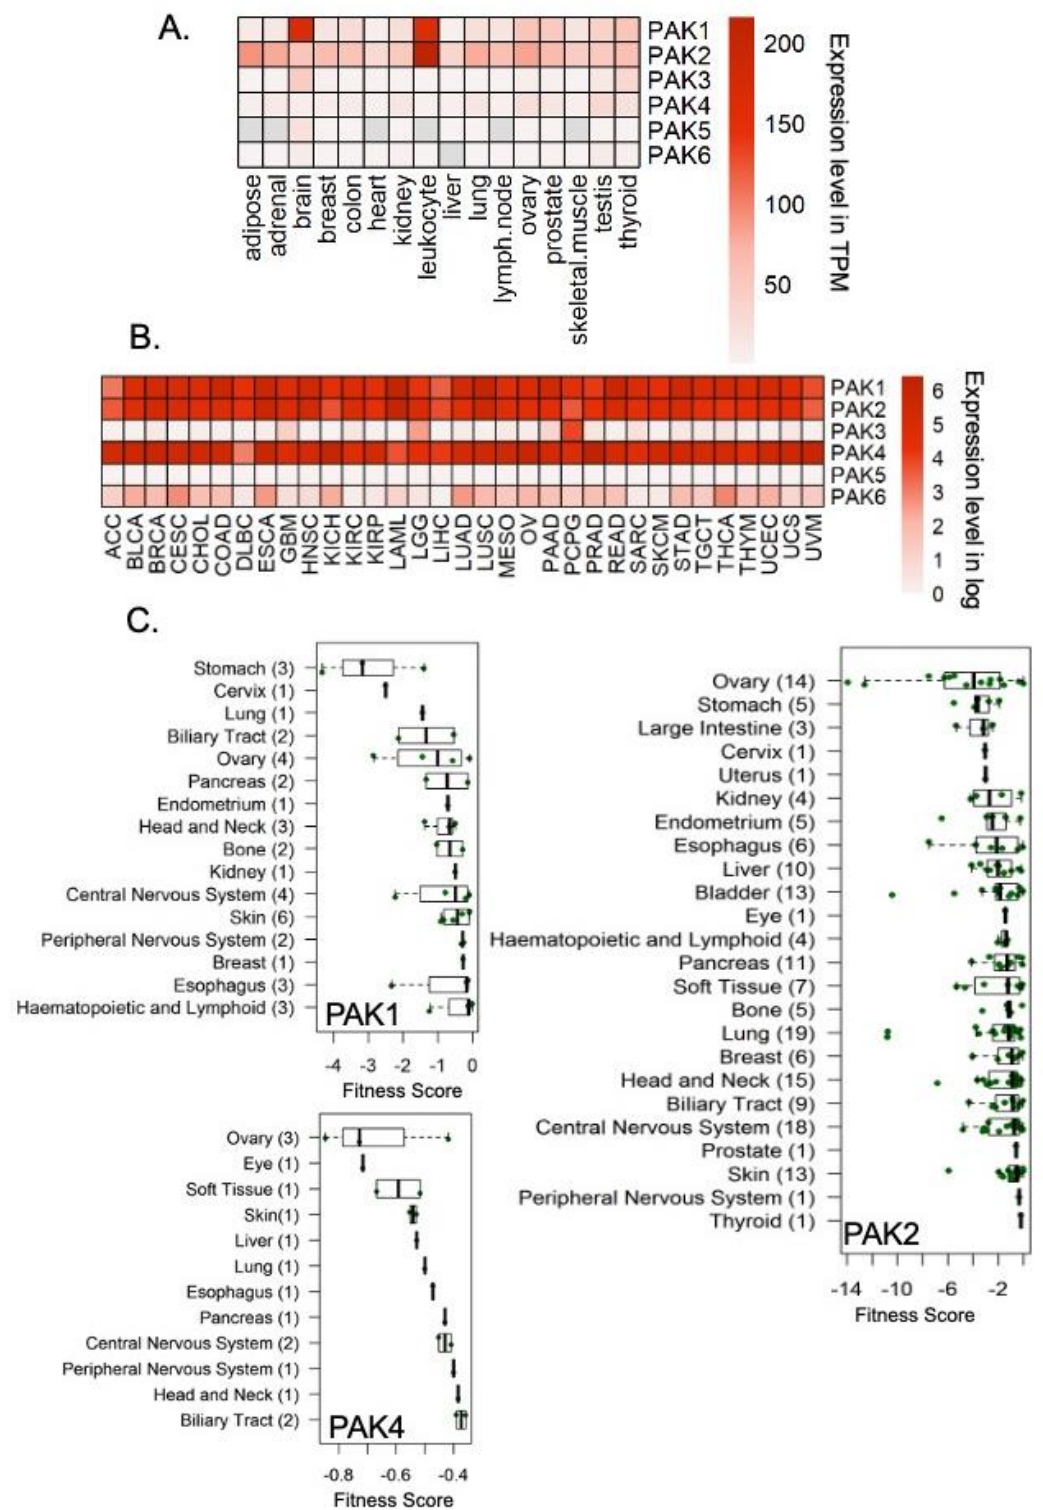 A.
PAK1
PAK2
PAK3
PAK4
PAK5
PAK6
adipose
adrenal
brain
breast
colon
heart
kidney
leukocyte
liver
lung
lymph.node
ovary
prostate
skeletal.muscle
testis
thyroid
200
150
100
50
Expression level in TPM
B.
PAK1
PAK2
PAK3
PAK4
PAK5
PAK6
ACC
BLCA
BRCA
CESC
CHOL
COAD
DLBC
ESCA
GBM
HNSC
KICH
KIRC
KIRP
LAML
LGG
LIHC
LUAD
LUSC
MESO
OV
PAAD
PCPG
PRAD
READ
SARC
SKCM
STAD
TGCT
THCA
THYM
UCEC
UCS
UVM
6
5
4
3
2
1
0
Expression level in log
C.
Stomach (3)
Cervix (1)
Lung (1)
Biliary Tract (2)
Ovary (4)
Pancreas (2)
Endometrium (1)
Head and Neck (3)
Bone (2)
Kidney (1)
Central Nervous System (4)
Skin (6)
Peripheral Nervous System (2)
Breast (1)
Esophagus (3)
Haematopoietic and Lymphoid (3)
PAK1
-4 -3 -2 -1 0
Fitness Score
Ovary (14)
Stomach (5)
Large Intestine (3)
Cervix (1)
Uterus (1)
Kidney (4)
Endometrium (5)
Esophagus (6)
Liver (10)
Bladder (13)
Eye (1)
Haematopoietic and Lymphoid (4)
Pancreas (11)
Soft Tissue (7)
Bone (5)
Lung (19)
Breast (6)
Head and Neck (15)
Biliary Tract (9)
Central Nervous System (18)
Prostate (1)
Skin (13)
Peripheral Nervous System (1)
Thyroid (1)
PAK2
-14 -10 -6 -2
Fitness Score
Ovary (3)
Eye (1)
Soft Tissue (1)
Skin(1)
Liver (1)
Lung (1)
Esophagus (1)
Pancreas (1)
Central Nervous System (2)
Peripheral Nervous System (1)
Head and Neck (1)
Biliary Tract (2)
PAK4
-0.8 -0.6 -0.4
Fitness Score